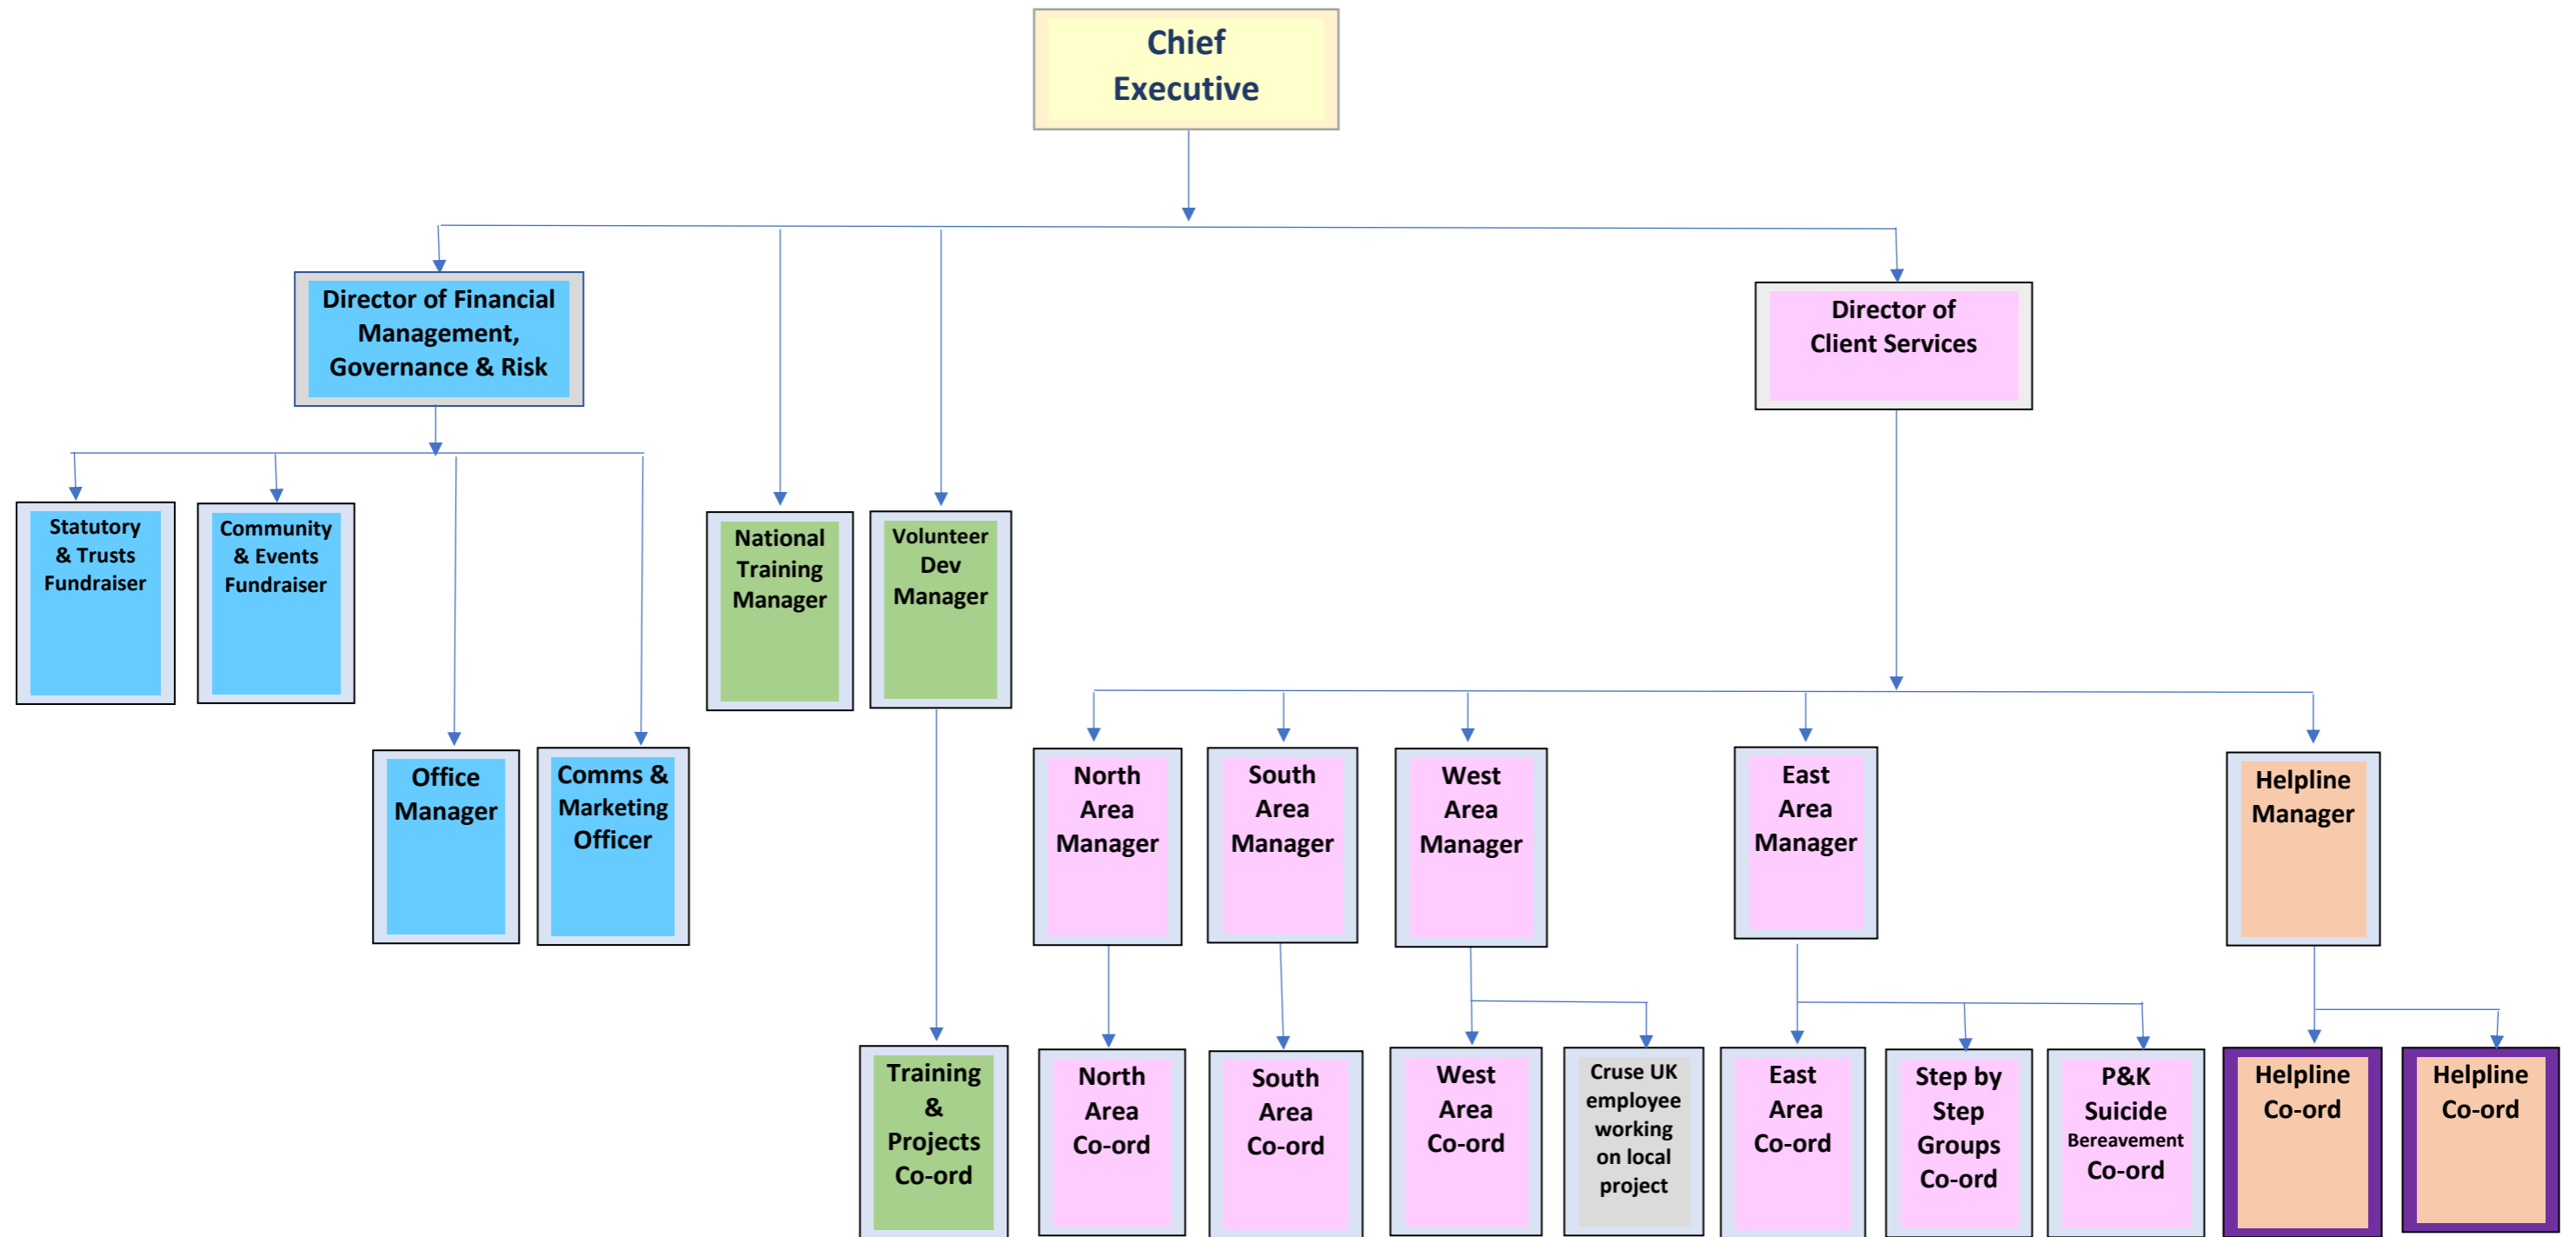 Chief
Executive
Director of Financial
Management,
Governance & Risk
Director of
Client Services
Statutory
& Trusts
Fundraiser
Community
& Events
Fundraiser
National
Training
Manager
Volunteer
Dev
Manager
Office
Manager
Comms &
Marketing
Officer
North
Area
Manager
South
Area
Manager
West
Area
Manager
East
Area
Manager
Helpline
Manager
Training
&
Projects
Co-ord
North
Area
Co-ord
South
Area
Co-ord
West
Area
Co-ord
Cruse UK
employee
working
on local
project
East
Area
Co-ord
Step by
Step
Groups
Co-ord
P&K
Suicide
Bereavement
Co-ord
Helpline
Co-ord
Helpline
Co-ord